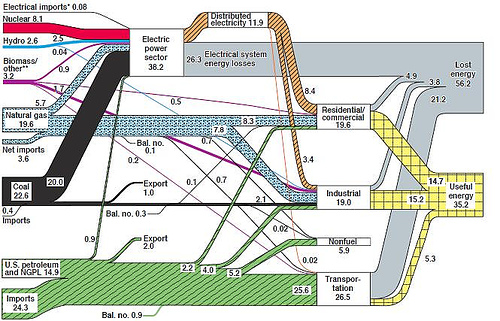 Electrical imports* 0.08
Nuclear 8.1
Hydro 2.6
2.5
0.04
Biomass/
other**
3.2
0.9
1.7
5.7
Natural gas
19.6
Net imports
3.6
Coal
22.6
20.0
0.4
Imports
U.S. petroleum
and NGPL 14.9
Imports
24.3
Bal. no. 0.9
Electric
power
sector
38.2
Distributed
electricity 11.9
26.3
Electrical system
energy losses
0.5
8.3
7.8
Bal. no.
0.1
0.7
0.2
0.1
0.7
Export
1.0
Bal. no. 0.3
2.1
0.9
Export
2.0
2.2
4.0
5.2
25.6
0.02
0.02
8.4
3.4
Residential/
commercial
19.6
Industrial
19.0
Nonfuel
5.9
Transpor-
tation
26.5
4.9
3.8
21.2
Lost
energy
56.2
14.7
15.2
5.3
Useful
energy
35.2